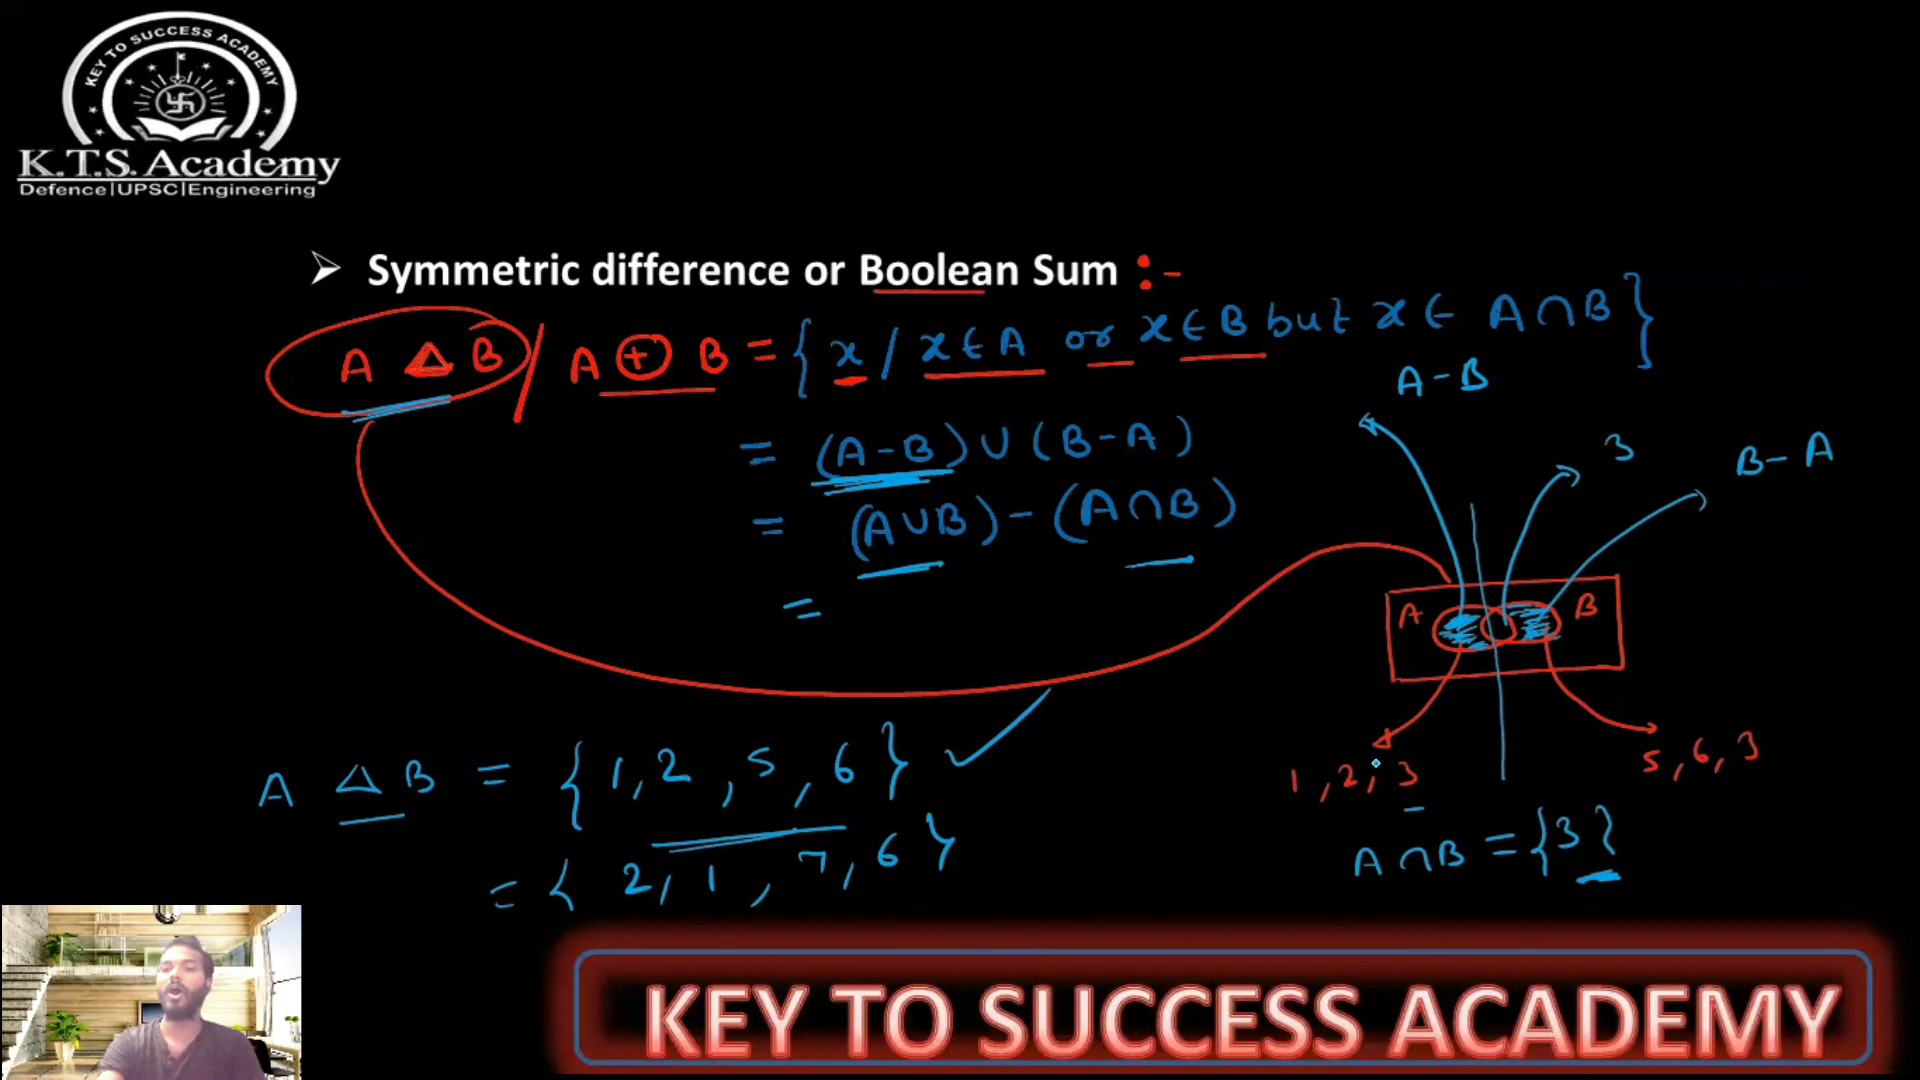 KEY TO SUCCESS ACADEMY
K.T.S. Academy
Defence|UPSC|Engineering
➢ Symmetric difference or Boolean Sum :-
A Δ B / A ⊕ B = { x / x ∈ A or x ∈ B but x ∈ A ∩ B }
A - B
= (A - B) ∪ (B - A)
3
B - A
= (A ∪ B) - (A ∩ B)
=
A B
A Δ B = { 1, 2, 5, 6 }
1, 2, 3
5, 6, 3
= { 2, 1, 7, 6 }
A ∩ B = { 3 }
KEY TO SUCCESS ACADEMY